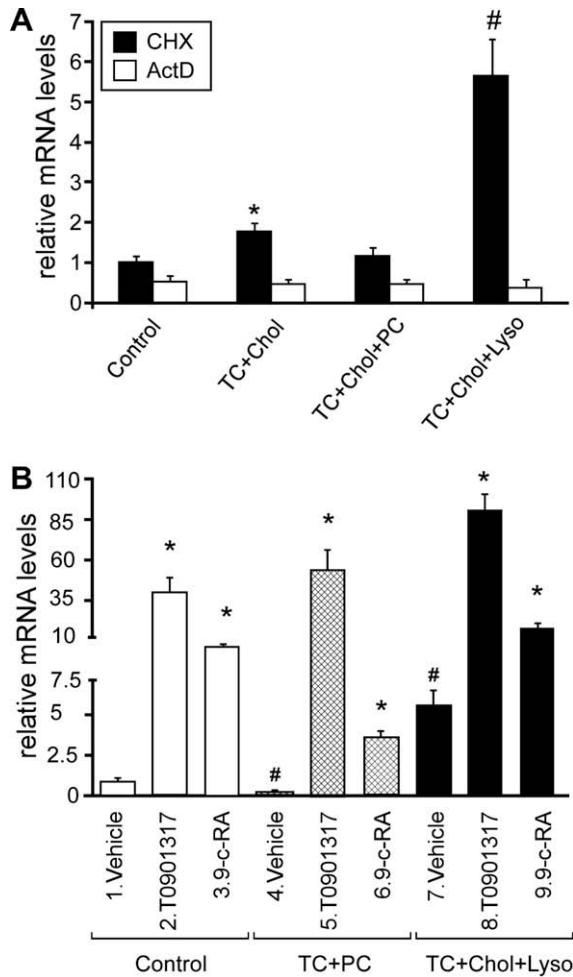 A
relative mRNA levels
7
6
5
4
3
2
1
0
CHX
ActD
*
#
Control
TC+Chol
TC+Chol+PC
TC+Chol+Lyso
B
relative mRNA levels
110
85
60
35
10
7.5
5
2.5
0
*
*
#
*
*
#
*
*
1.Vehicle
2.T0901317
3.9-c-RA
4.Vehicle
5.T0901317
6.9-c-RA
7.Vehicle
8.T0901317
9.9-c-RA
Control
TC+PC
TC+Chol+Lyso